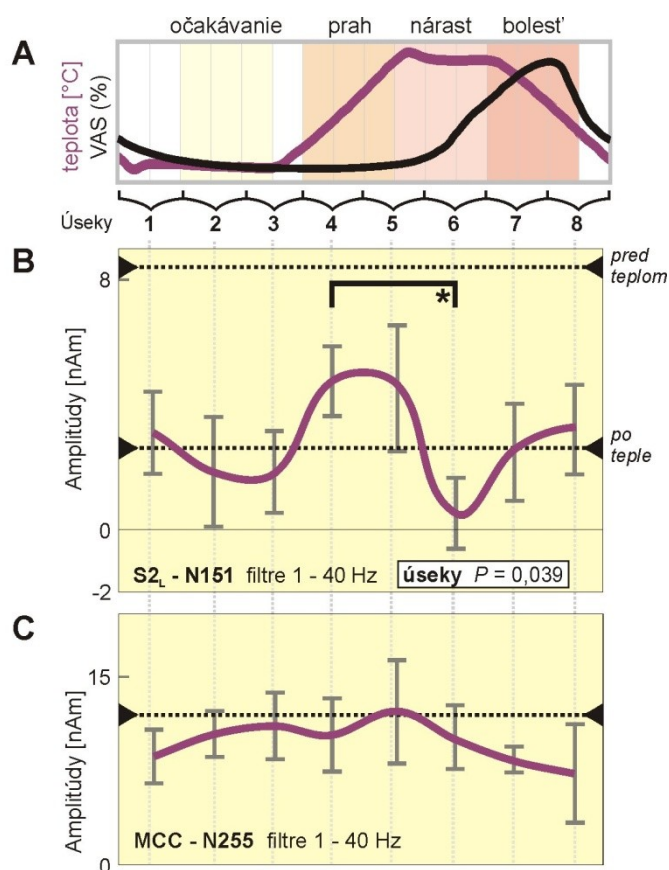 očakávanie prah nárast bolesť
A
teplota [°C]
VAS (%)
Úseky 1 2 3 4 5 6 7 8
B
pred
teplom
8
*
Amplitúdy [nAm]
po
teple
0
S2L - N151 filtre 1 - 40 Hz
úseky P = 0,039
-2
C
15
Amplitúdy [nAm]
MCC - N255 filtre 1 - 40 Hz
0